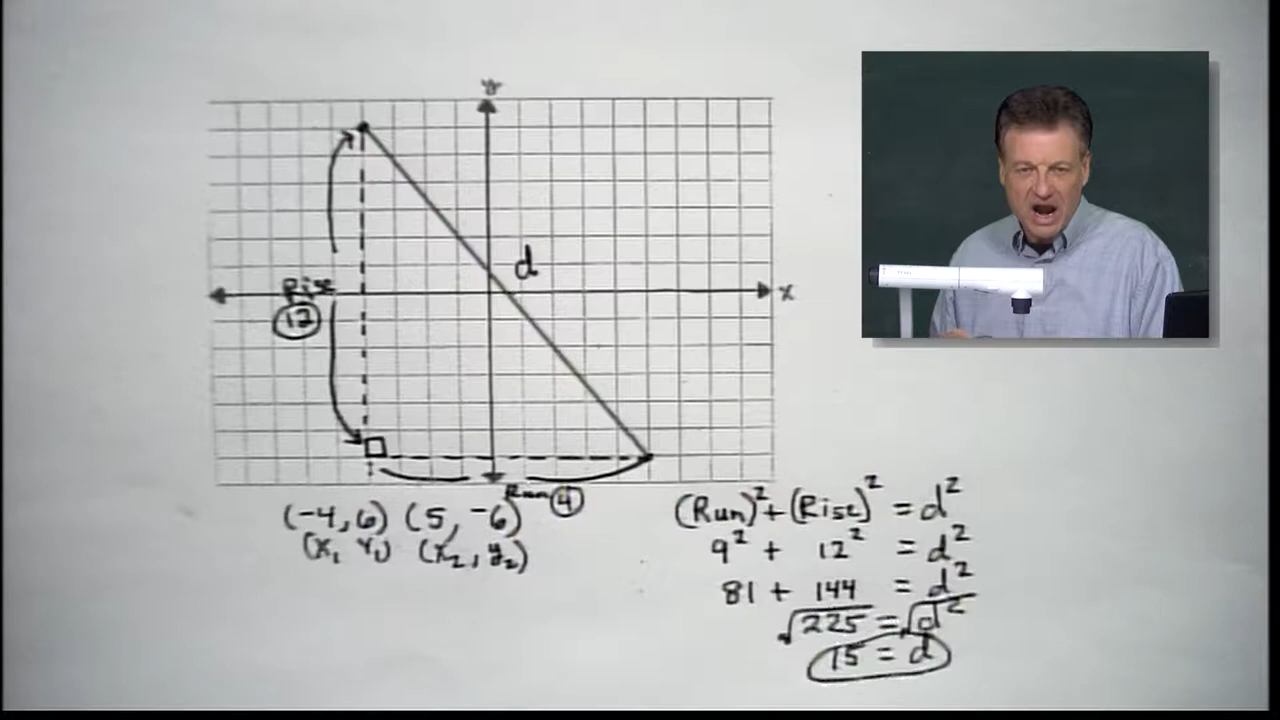 y
d
x
Rise
12
Run 4
(-4, 6) (5, -6)
(x₁ Y₁) (x₂, y₂)
(Run)² + (Rise)² = d²
9² + 12² = d²
81 + 144 = d²
√225 = √d²
15 = d